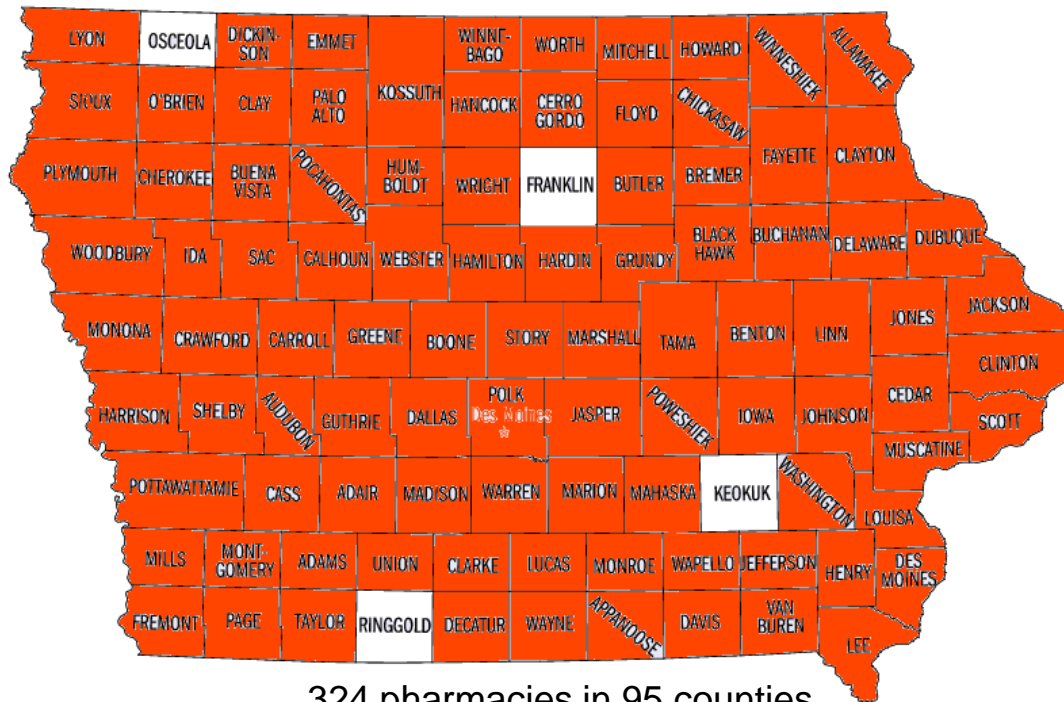 LYON
OSCEOLA
DICKIN-
SON
EMMET
KOSSUTH
WINNE-
BAGO
WORTH
MITCHELL
HOWARD
WINNESHIEK
ALLAMAKEE
SIOUX
O'BRIEN
CLAY
PALO
ALTO
HANCOCK
CERRO
GORDO
FLOYD
CHICKASAW
FAYETTE
CLAYTON
PLYMOUTH
CHEROKEE
BUENA
VISTA
POCAHONTAS
HUM-
BOLDT
WRIGHT
FRANKLIN
BUTLER
BREMER
WOODBURY
IDA
SAC
CALHOUN
WEBSTER
HAMILTON
HARDIN
GRUNDY
BLACK
HAWK
BUCHANAN
DELAWARE
DUBUQUE
MONONA
CRAWFORD
CARROLL
GREENE
BOONE
STORY
MARSHALL
TAMA
BENTON
LINN
JONES
JACKSON
CLINTON
HARRISON
SHELBY
AUDUBON
GUTHRIE
DALLAS
POLK
Des Moines
JASPER
POWESHIEK
IOWA
JOHNSON
CEDAR
SCOTT
MUSCATINE
POTTAWATTAMIE
CASS
ADAIR
MADISON
WARREN
MARION
MAHASKA
KEOKUK
WASHINGTON
LOUISA
MILLS
MONT-
GOMERY
ADAMS
UNION
CLARKE
LUCAS
MONROE
WAPELLO
JEFFERSON
HENRY
DES
MOINES
FREMONT
PAGE
TAYLOR
RINGGOLD
DECATUR
WAYNE
APPANOOSE
DAVIS
VAN
BUREN
LEE
324 pharmacies in 95 counties